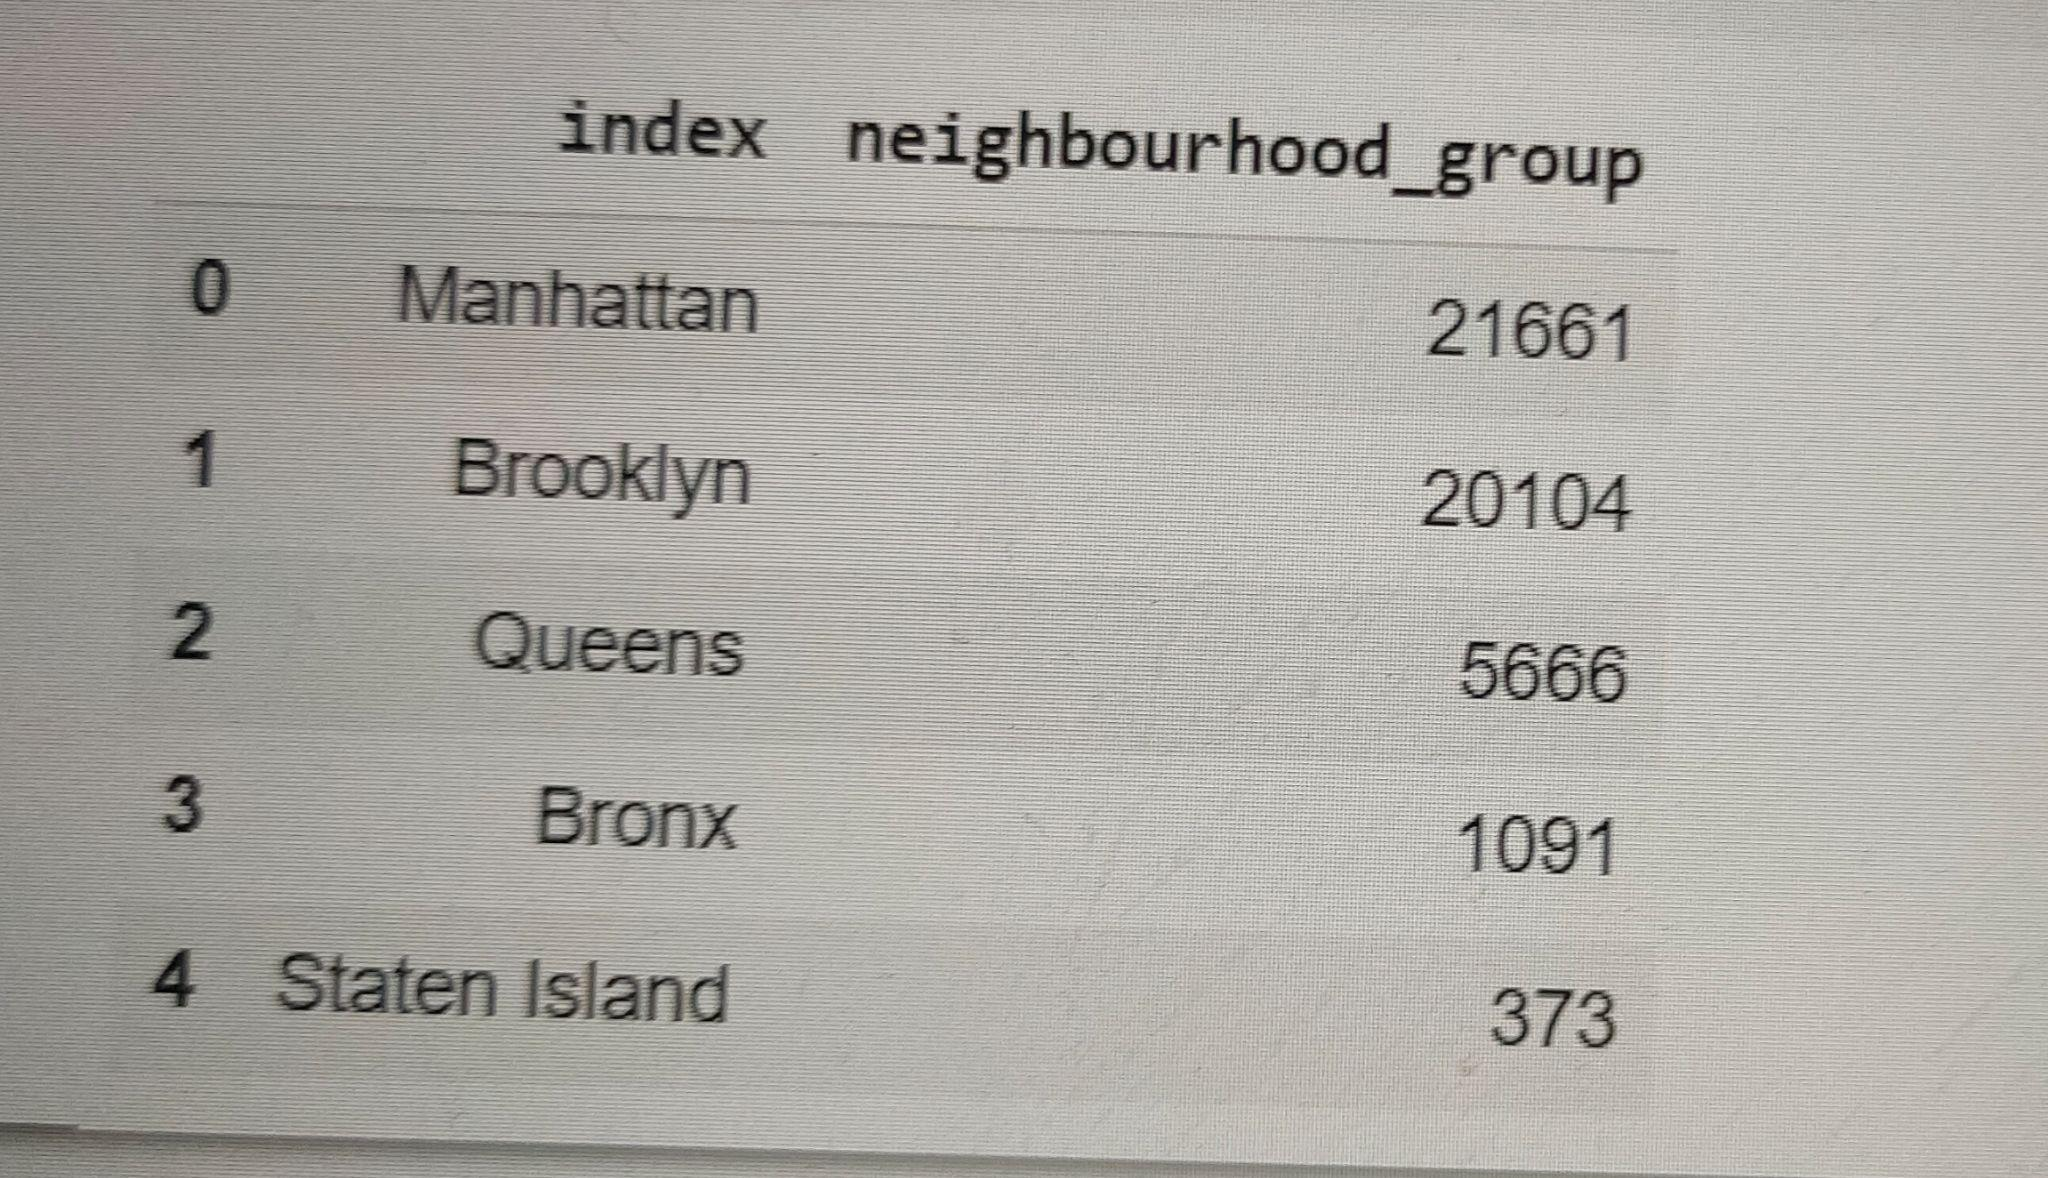 index neighbourhood_group
0 Manhattan 21661
1 Brooklyn 20104
2 Queens 5666
3 Bronx 1091
4 Staten Island 373